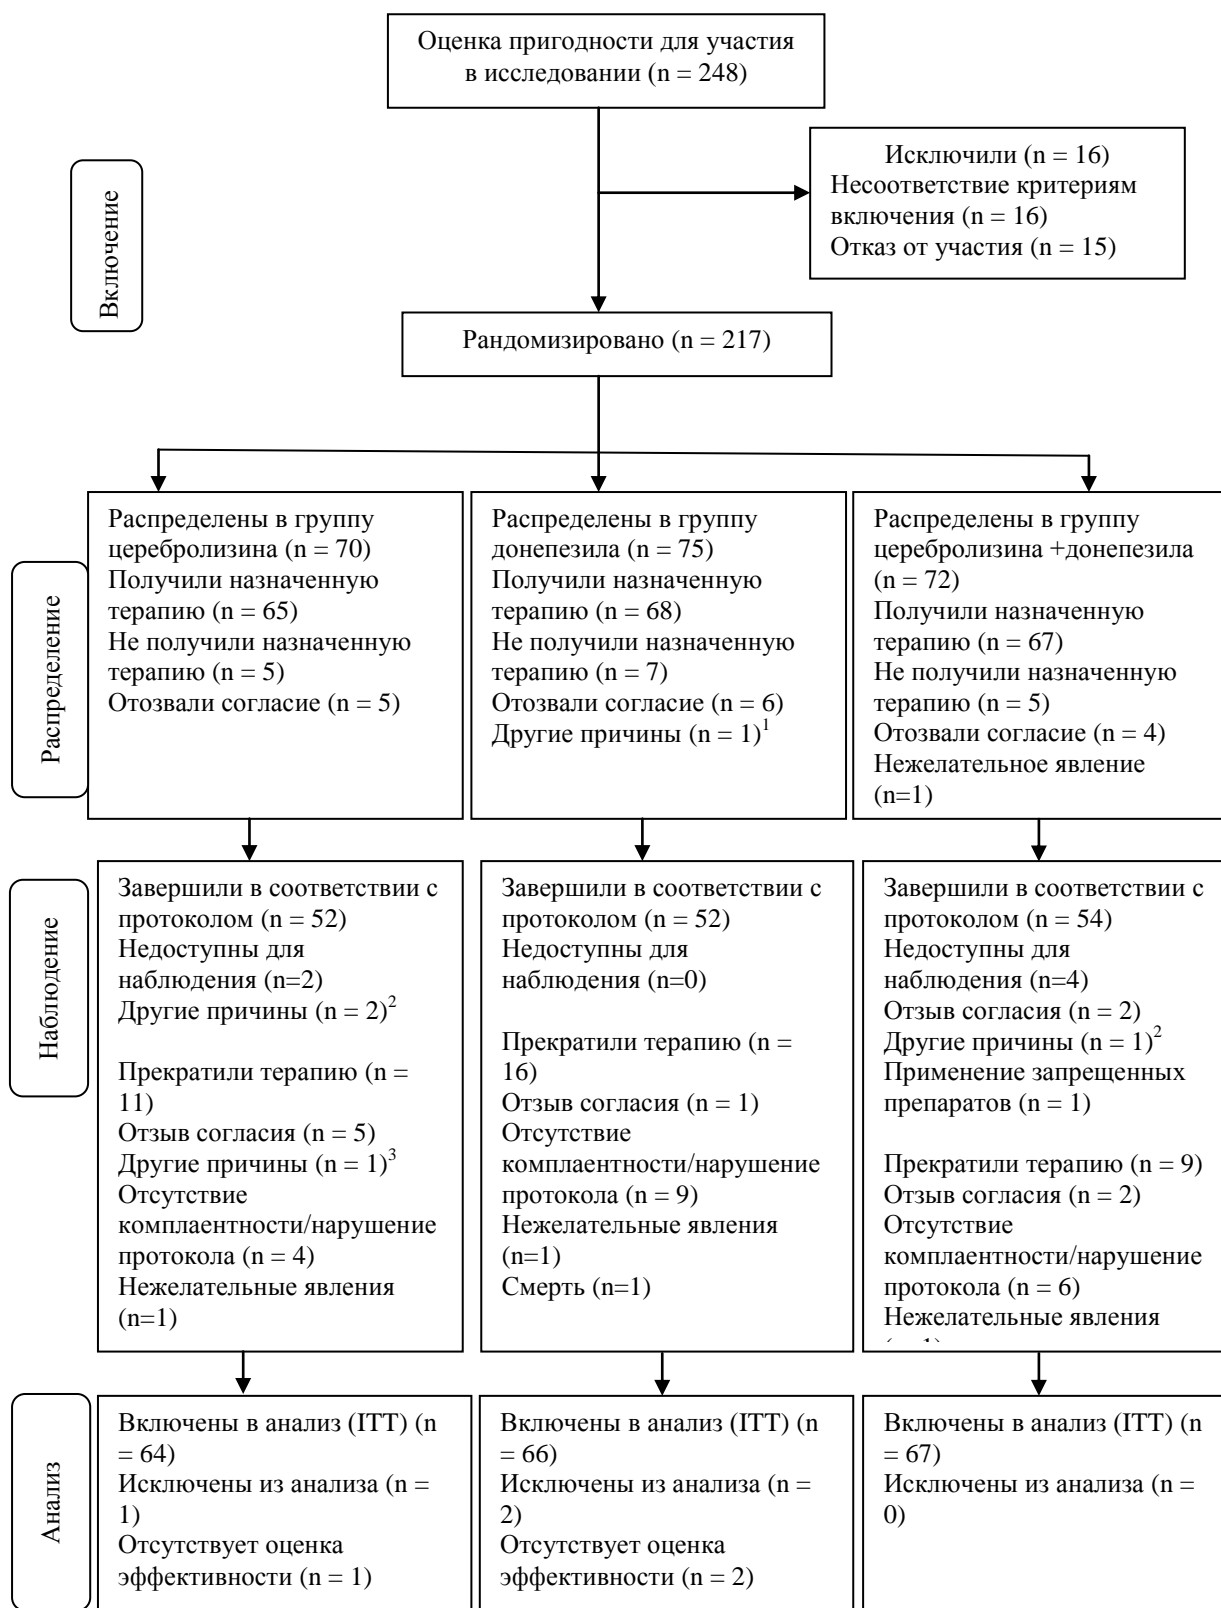 Оценка пригодности для участия
в исследовании (n = 248)
Исключили (n = 16)
Несоответствие критериям
включения (n = 16)
Отказ от участия (n = 15)
Включение
Рандомизировано (n = 217)
Распределение
Распределены в группу
церебролизина (n = 70)
Получили назначенную
терапию (n = 65)
Не получили назначенную
терапию (n = 5)
Отозвали согласие (n = 5)
Распределены в группу
донепезила (n = 75)
Получили назначенную
терапию (n = 68)
Не получили назначенную
терапию (n = 7)
Отозвали согласие (n = 6)
Другие причины (n = 1)¹
Распределены в группу
церебролизина +донепезила
(n = 72)
Получили назначенную
терапию (n = 67)
Не получили назначенную
терапию (n = 5)
Отозвали согласие (n = 4)
Нежелательное явление
(n=1)
Наблюдение
Завершили в соответствии с
протоколом (n = 52)
Недоступны для
наблюдения (n=2)
Другие причины (n = 2)²
Прекратили терапию (n =
11)
Отзыв согласия (n = 5)
Другие причины (n = 1)³
Отсутствие
комплаентности/нарушение
протокола (n = 4)
Нежелательные явления
(n=1)
Завершили в соответствии с
протоколом (n = 52)
Недоступны для
наблюдения (n=0)
Прекратили терапию (n =
16)
Отзыв согласия (n = 1)
Отсутствие
комплаентности/нарушение
протокола (n = 9)
Нежелательные явления
(n=1)
Смерть (n=1)
Завершили в соответствии с
протоколом (n = 54)
Недоступны для
наблюдения (n=4)
Отзыв согласия (n = 2)
Другие причины (n = 1)²
Применение запрещенных
препаратов (n = 1)
Прекратили терапию (n = 9)
Отзыв согласия (n = 2)
Отсутствие
комплаентности/нарушение
протокола (n = 6)
Нежелательные явления
Анализ
Включены в анализ (ITT) (n
= 64)
Исключены из анализа (n =
1)
Отсутствует оценка
эффективности (n = 1)
Включены в анализ (ITT) (n
= 66)
Исключены из анализа (n =
2)
Отсутствует оценка
эффективности (n = 2)
Включены в анализ (ITT) (n
= 67)
Исключены из анализа (n =
0)